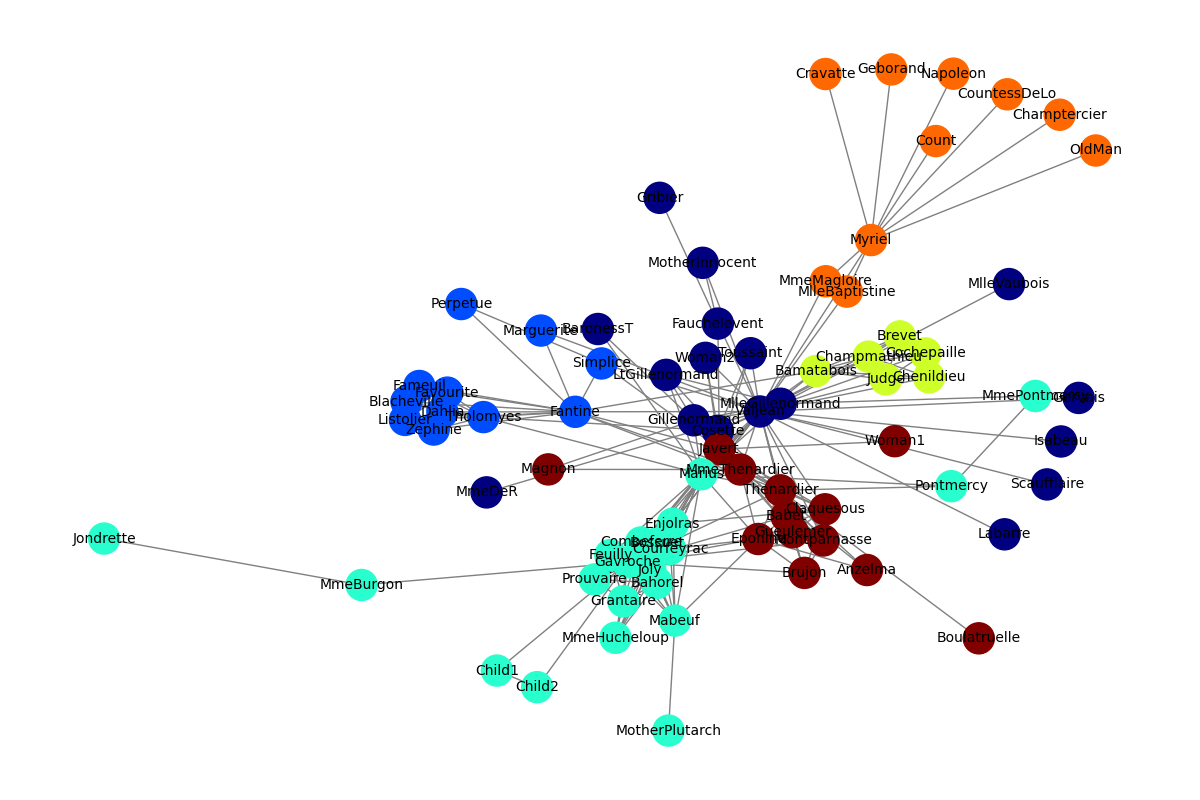 Cravatte
Geborand
Napoleon
CountessDeLo
Champtercier
Count
OldMan
Gribier
Myriel
MotherInnocent
MmeMagloire
MlleBaptistine
MlleVaubois
Perpetue
Marguerite
BaronessT
Fauchelevent
Brevet
Simplice
Woman2
Toussaint
Champmathieu
Cochepaille
LtGillenormand
Bamatabois
Judge
Chenildieu
Fameuil
Favourite
Blacheville
Dahlia
Listolier
Tholomyes
Zephine
Fantine
Gillenormand
MlleGillenormand
Valjean
MmePontmercy
Gervais
Cosette
Javert
Woman1
Isabeau
Magnon
MmeThenardier
Marius
MmeDeR
Thenardier
Pontmercy
Scaufflaire
Claquesous
Babet
Enjolras
Gueulemer
Labarre
Jondrette
Combeferre
Bossuet
Courfeyrac
Eponine
Montparnasse
Feuilly
Gavroche
Joly
Prouvaire
Bahorel
Brujon
Anzelma
MmeBurgon
Grantaire
Mabeuf
MmeHucheloup
Boulatruelle
Child1
Child2
MotherPlutarch